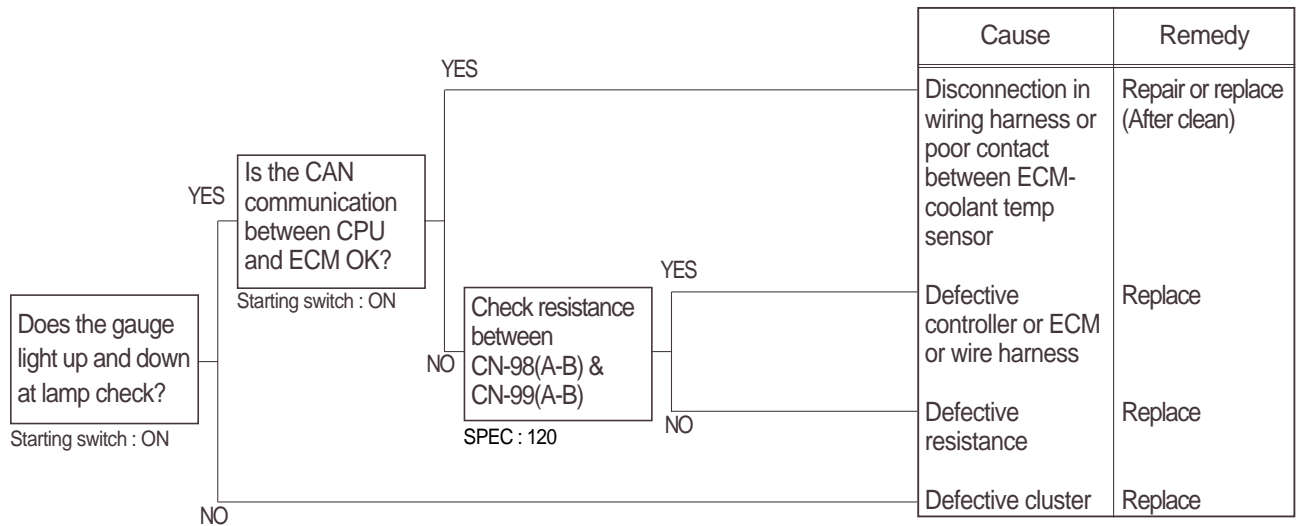 Cause
Remedy
YES
Disconnection in
wiring harness or
poor contact
between ECM-
coolant temp
sensor
Repair or replace
(After clean)
YES
Is the CAN
communication
between CPU
and ECM OK?
Starting switch : ON
YES
Does the gauge
light up and down
at lamp check?
Starting switch : ON
NO
Check resistance
between
CN-98(A-B) &
CN-99(A-B)
SPEC : 120
Defective
controller or ECM
or wire harness
Replace
NO
Defective
resistance
Replace
Defective cluster
Replace
NO